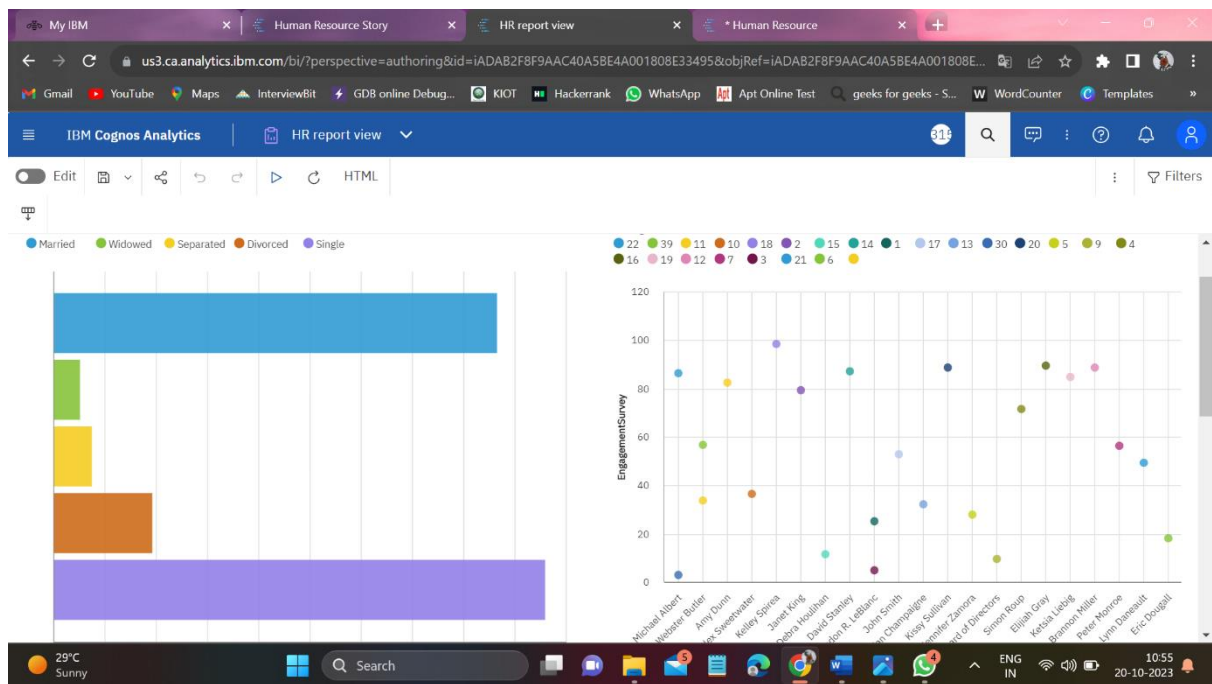 My IBM
Human Resource Story
HR report view
* Human Resource
us3.ca.analytics.ibm.com/bi/?perspective=authoring&id=iADAB2F8F9AAC40A5BE4A001808E33495&objRef=iADAB2F8F9AAC40A5BE4A001808E...
Gmail YouTube Maps InterviewBit GDB online Debug... KIOT Hackerrank WhatsApp Apt Online Test geeks for geeks - S... WordCounter Templates »
IBM Cognos Analytics HR report view
Edit HTML Filters
Married Widowed Separated Divorced Single
22 39 11 10 18 2 15 14 1 17 13 30 20 5 9 4
16 19 12 7 3 21 6
120
100
80
60
40
20
0
EngagementSurvey
Michael Albert
Webster Butler
Amy Dunn
Kelley Spirea
Janet King
David Stanley
John Smith
Kissy Sullivan
Simon Roup
Elijah Gray
Ketsia Liebig
Brannon Miller
Peter Monroe
Lynn Daneault
Eric Dougall
29°C
Sunny
Search
5
4
ENG
IN
10:55
20-10-2023